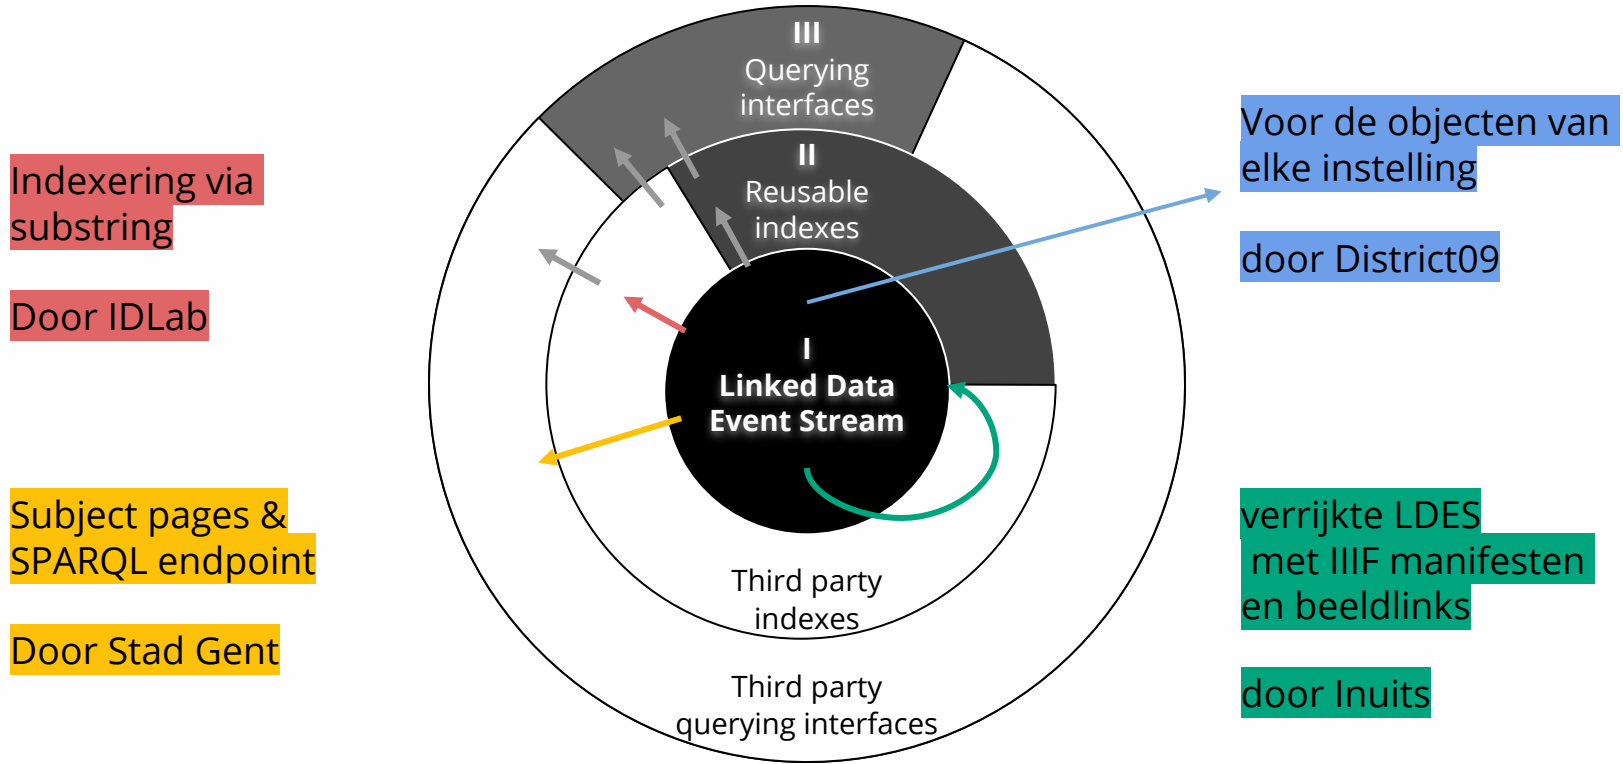 III
Querying
interfaces
II
Reusable
indexes
I
Linked Data
Event Stream
Third party
indexes
Third party
querying interfaces
Indexering via
substring
Door IDLab
Subject pages &
SPARQL endpoint
Door Stad Gent
Voor de objecten van
elke instelling
door District09
verrijkte LDES
met IIIF manifesten
en beeldlinks
door Inuits